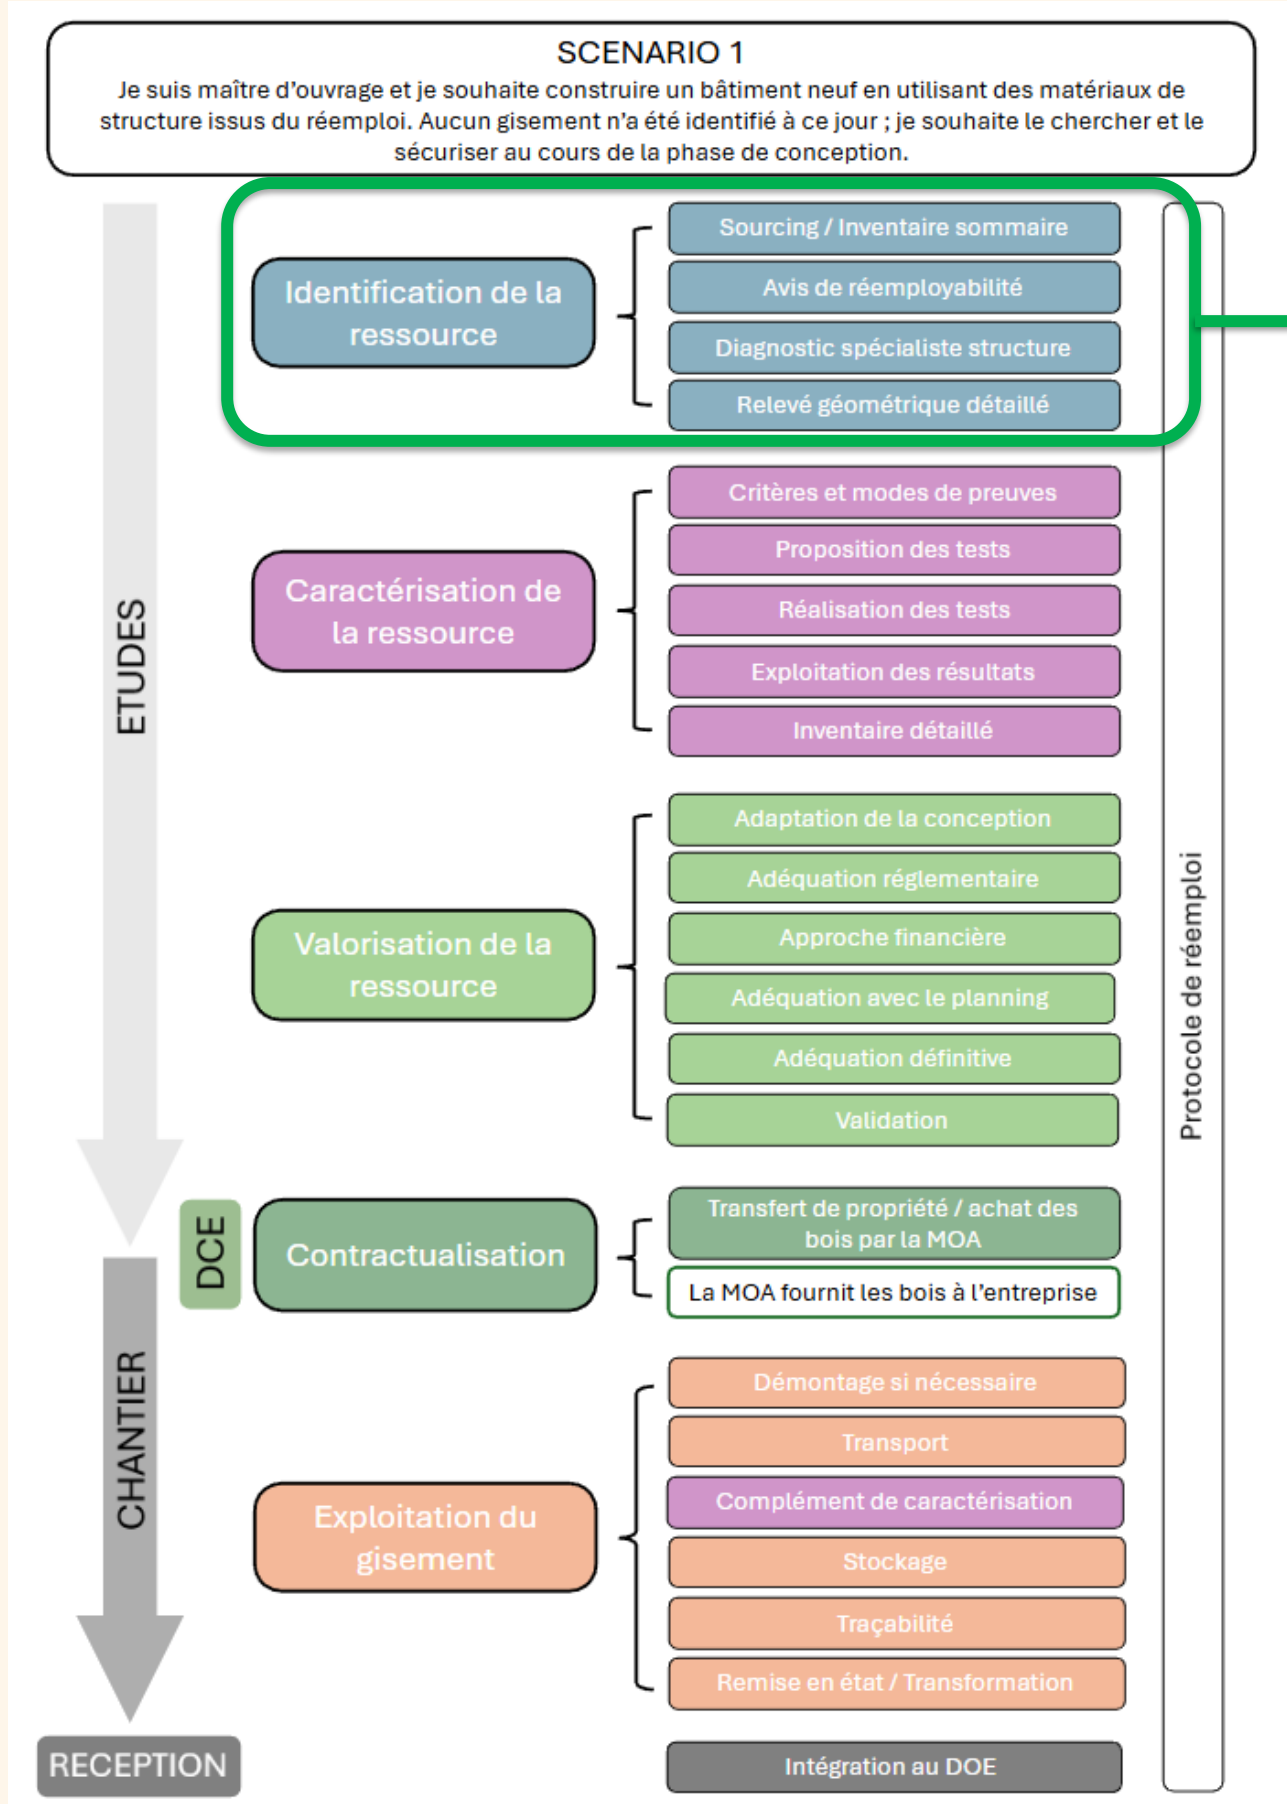 SCENARIO 1
Je suis maître d'ouvrage et je souhaite construire un bâtiment neuf en utilisant des matériaux de
structure issus du réemploi. Aucun gisement n'a été identifié à ce jour ; je souhaite le chercher et le
sécuriser au cours de la phase de conception.
ETUDES
Identification de la
ressource
Sourcing / Inventaire sommaire
Avis de réemployabilité
Diagnostic spécialiste structure
Relevé géométrique détaillé
Caractérisation de
la ressource
Critères et modes de preuves
Proposition des tests
Réalisation des tests
Exploitation des résultats
Inventaire détaillé
Valorisation de la
ressource
Adaptation de la conception
Adéquation réglementaire
Approche financière
Adéquation avec le planning
Adéquation définitive
Validation
Protocole de réemploi
DCE
Contractualisation
Transfert de propriété / achat des
bois par la MOA
La MOA fournit les bois à l'entreprise
CHANTIER
Exploitation du
gisement
Démontage si nécessaire
Transport
Complément de caractérisation
Stockage
Traçabilité
Remise en état / Transformation
RECEPTION
Intégration au DOE